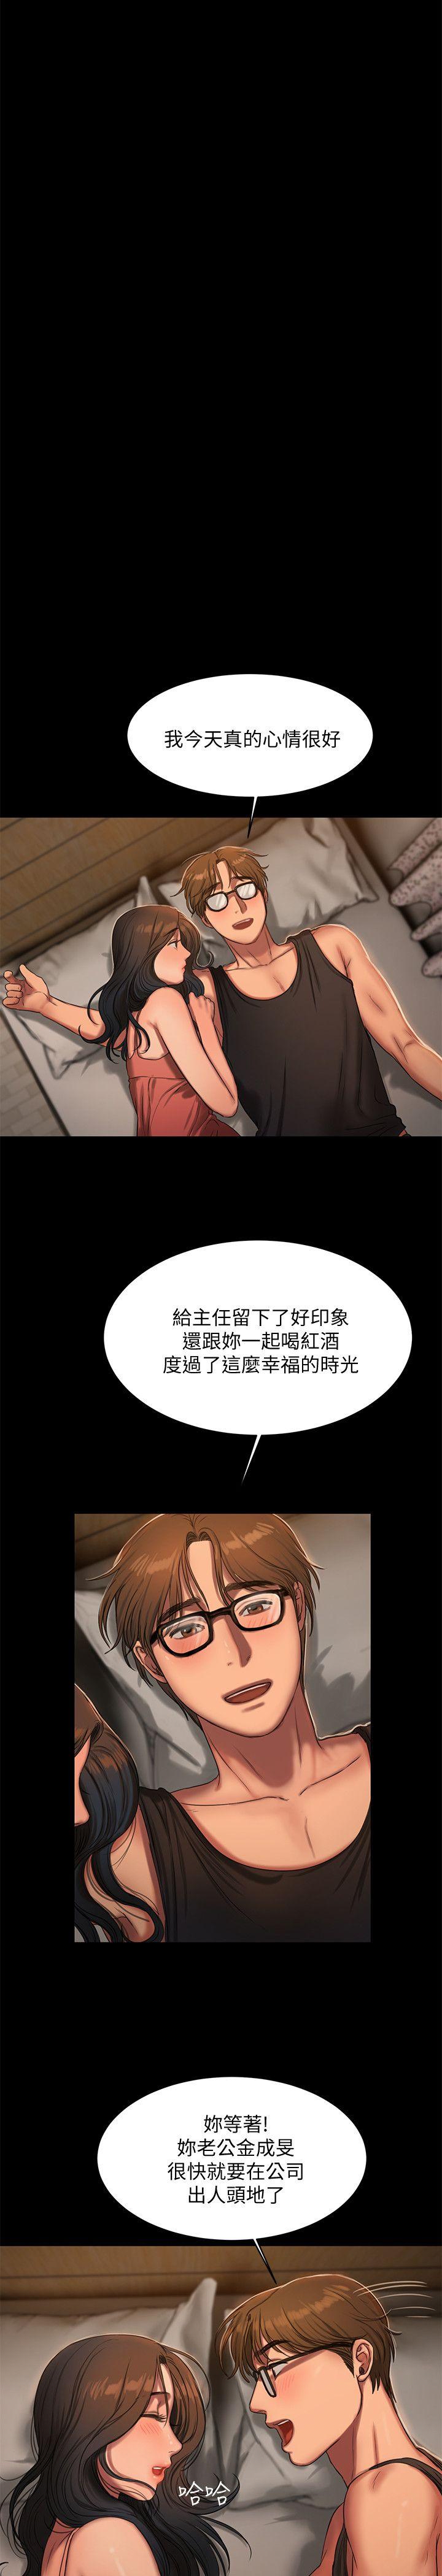 我今天真的心情很好
給主任留下了好印象
還跟妳一起喝紅酒
度過了這麼幸福的時光
妳等著!
妳老公金成旻
很快就要在公司
出人頭地了
哈哈